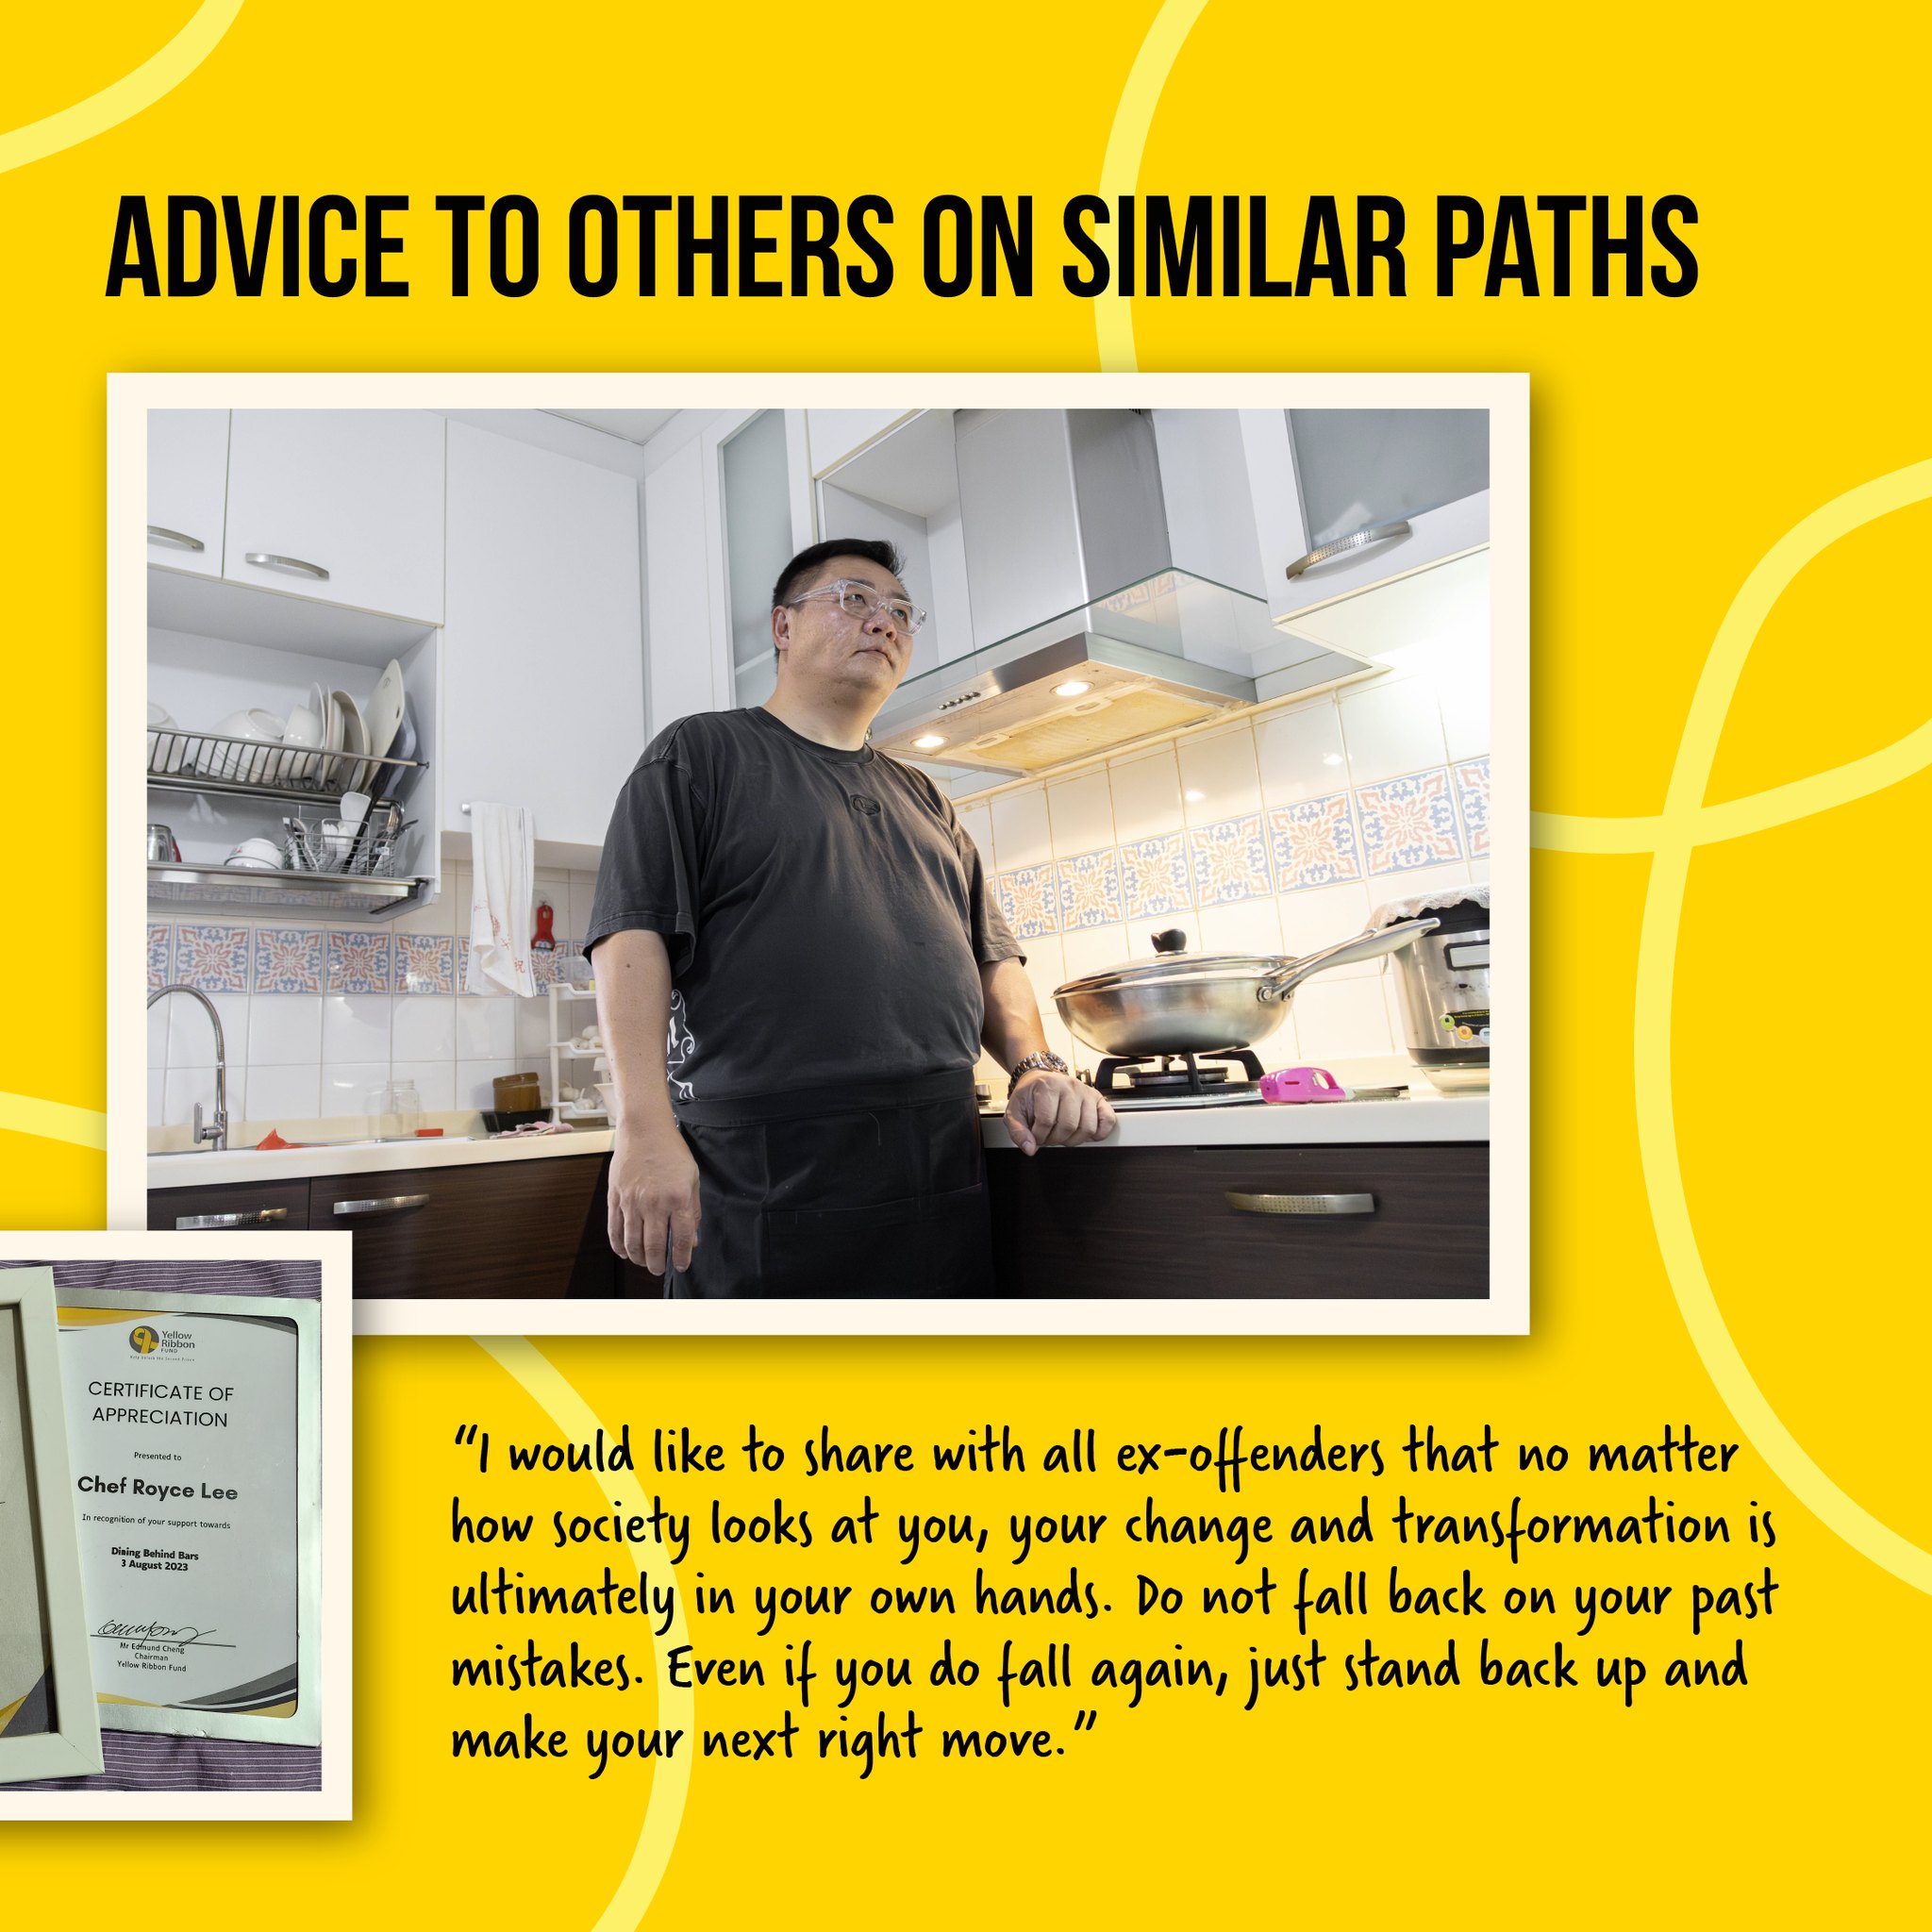 ADVICE TO OTHERS ON SIMILAR PATHS
Yellow
Ribbon
FUND
CERTIFICATE OF
APPRECIATION
Presented to
Chef Royce Lee
In recognition of your support towards
Dining Behind Bars
3 August 2023
Mr Edmund Cheng
Chairman
Yellow Ribbon Fund
“I would like to share with all ex-offenders that no matter
how society looks at you, your change and transformation is
ultimately in your own hands. Do not fall back on your past
mistakes. Even if you do fall again, just stand back up and
make your next right move.”